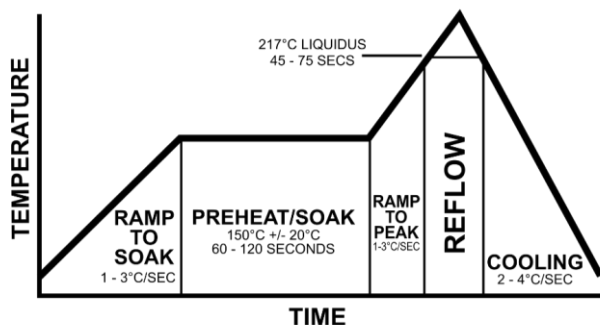 217°C LIQUIDUS
45 - 75 SECS
TEMPERATURE
RAMP
TO
SOAK
1 - 3°C/SEC
PREHEAT/SOAK
150°C +/- 20°C
60 - 120 SECONDS
RAMP
TO
PEAK
1-3°C/SEC
REFLOW
COOLING
2 - 4°C/SEC
TIME